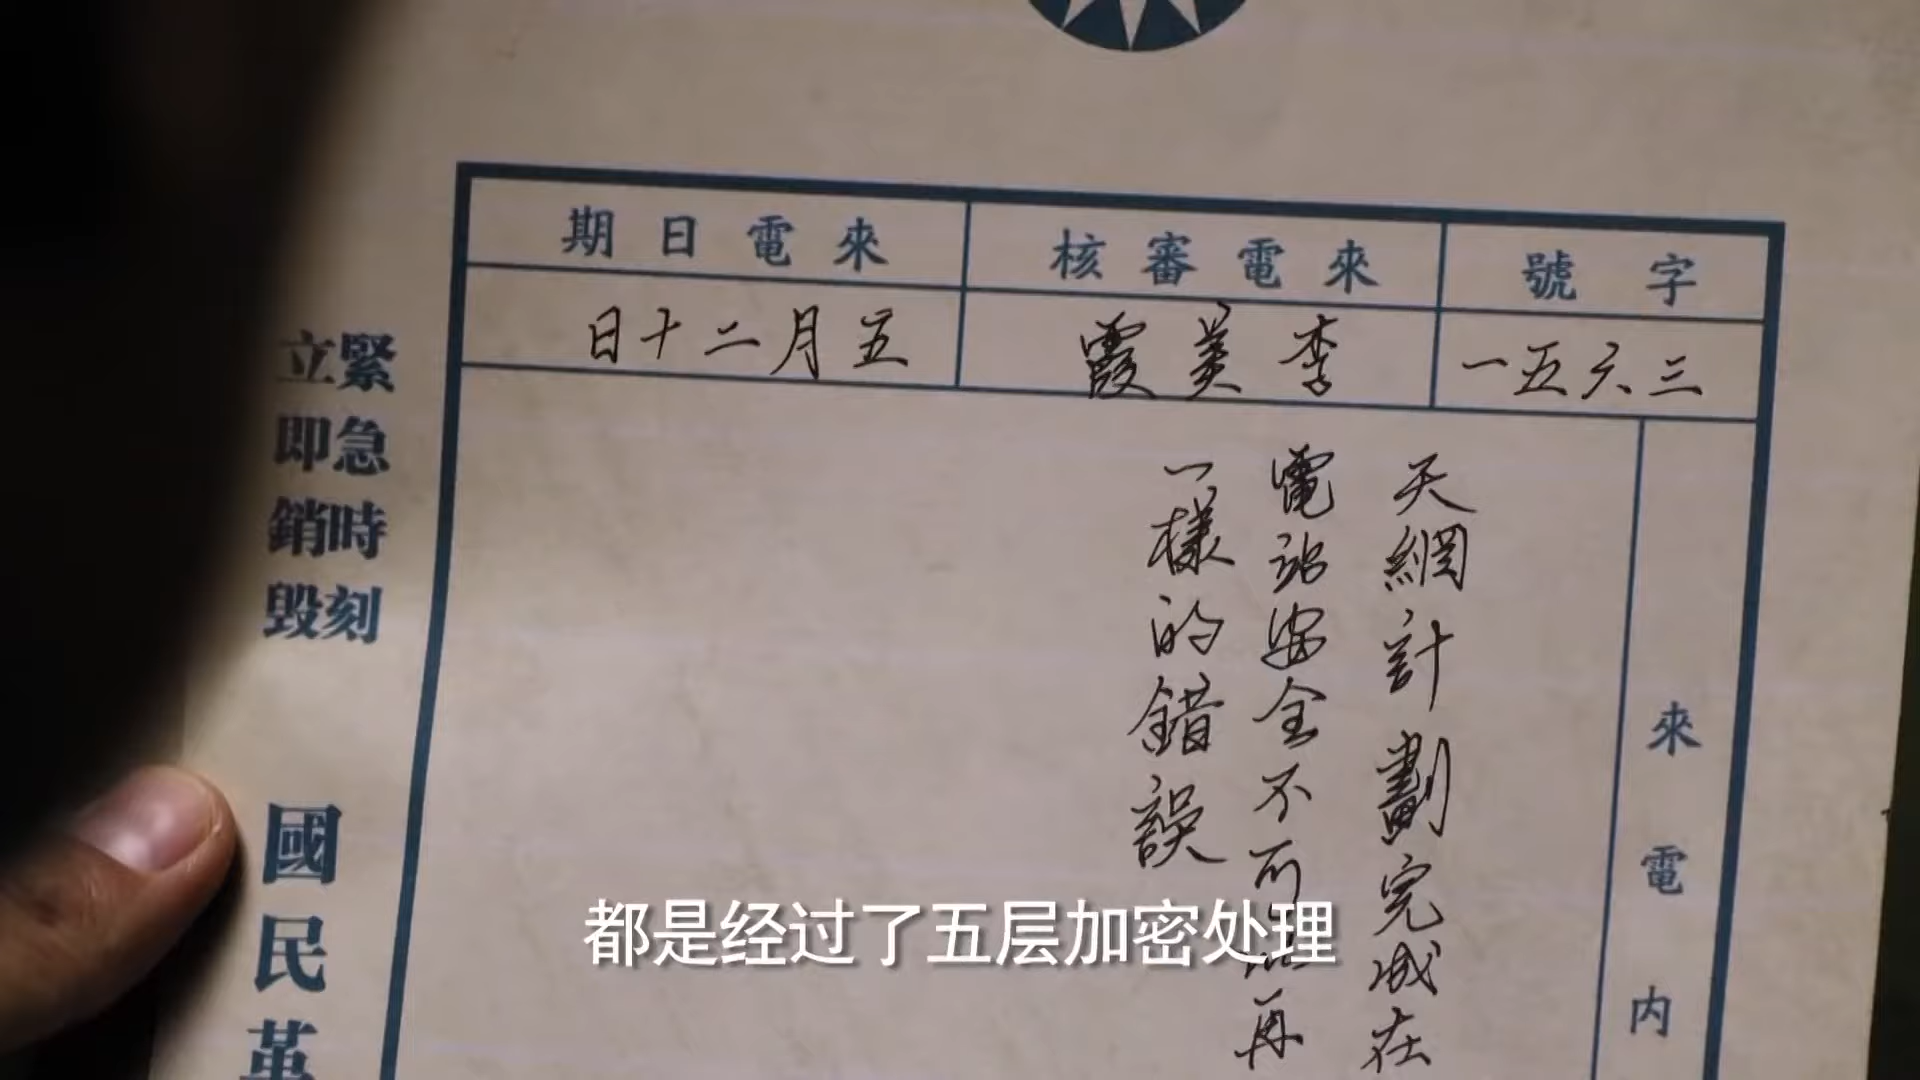 字號
三六五一
來電審核
李美霞
來電日期
五月二十日
來電内
天網計劃完成在
電訊安全不可
再
一樣的錯誤
緊急時刻
立即銷毀
國民革
都是经过了五层加密处理